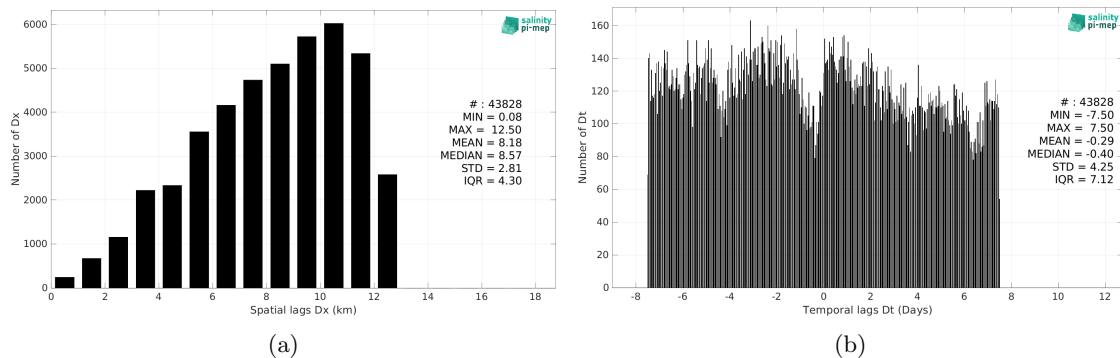 6000
5000
4000
3000
2000
1000
0
Number of Dx
0 2 4 6 8 10 12 14 16 18
Spatial lags Dx (km)
salinity
pi-mep
# : 43828
MIN = 0.08
MAX = 12.50
MEAN = 8.18
MEDIAN = 8.57
STD = 2.81
IQR = 4.30
(a)
160
140
120
100
80
60
40
20
0
Number of Dt
-8 -6 -4 -2 0 2 4 6 8 10 12
Temporal lags Dt (Days)
salinity
pi-mep
# : 43828
MIN = -7.50
MAX = 7.50
MEAN = -0.29
MEDIAN = -0.40
STD = 4.25
IQR = 7.12
(b)